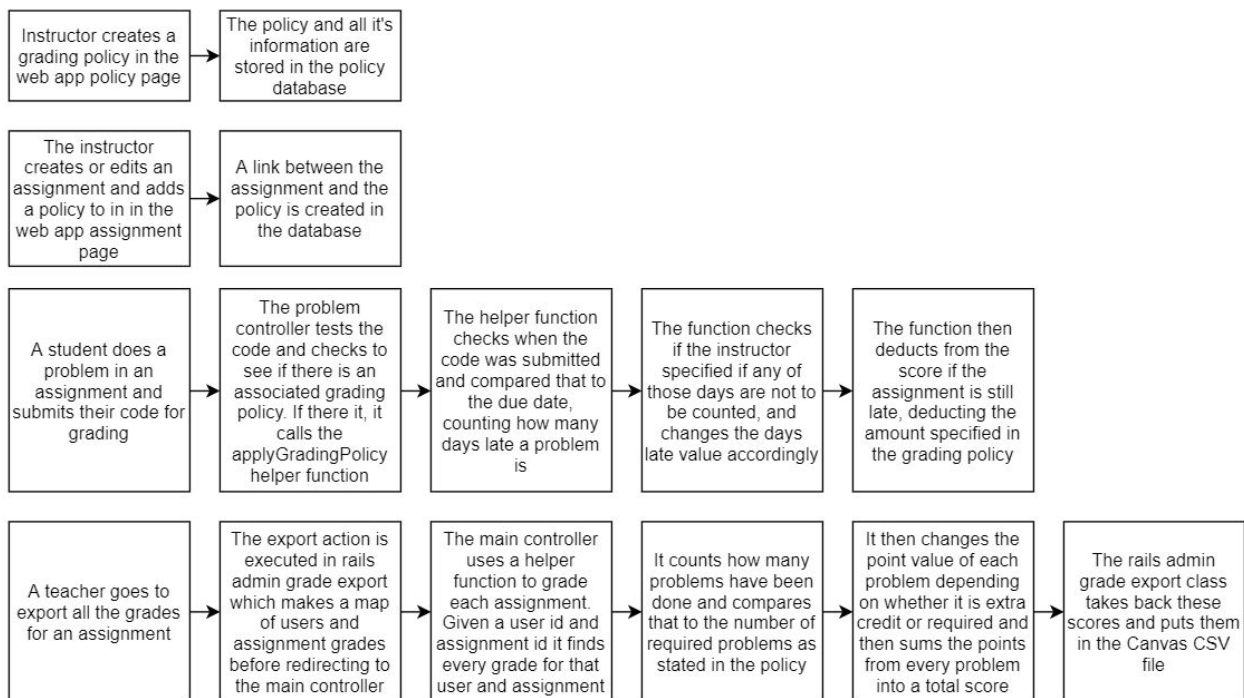 Instructor creates a
grading policy in the
web app policy page
The policy and all it's
information are
stored in the policy
database
The instructor
creates or edits an
assignment and adds
a policy to in in the
web app assignment
page
A link between the
assignment and the
policy is created in
the database
A student does a
problem in an
assignment and
submits their code for
grading
The problem
controller tests the
code and checks to
see if there is an
associated grading
policy. If there it, it
calls the
applyGradingPolicy
helper function
The helper function
checks when the
code was submitted
and compared that to
the due date,
counting how many
days late a problem
is
The function checks
if the instructor
specified if any of
those days are not to
be counted, and
changes the days
late value accordingly
The function then
deducts from the
score if the
assignment is still
late, deducting the
amount specified in
the grading policy
A teacher goes to
export all the grades
for an assignment
The export action is
executed in rails
admin grade export
which makes a map
of users and
assignment grades
before redirecting to
the main controller
The main controller
uses a helper
function to grade
each assignment.
Given a user id and
assignment id it finds
every grade for that
user and assignment
It counts how many
problems have been
done and compares
that to the number of
required problems as
stated in the policy
It then changes the
point value of each
problem depending
on whether it is extra
credit or required and
then sums the points
from every problem
into a total score
The rails admin
grade export class
takes back these
scores and puts them
in the Canvas CSV
file